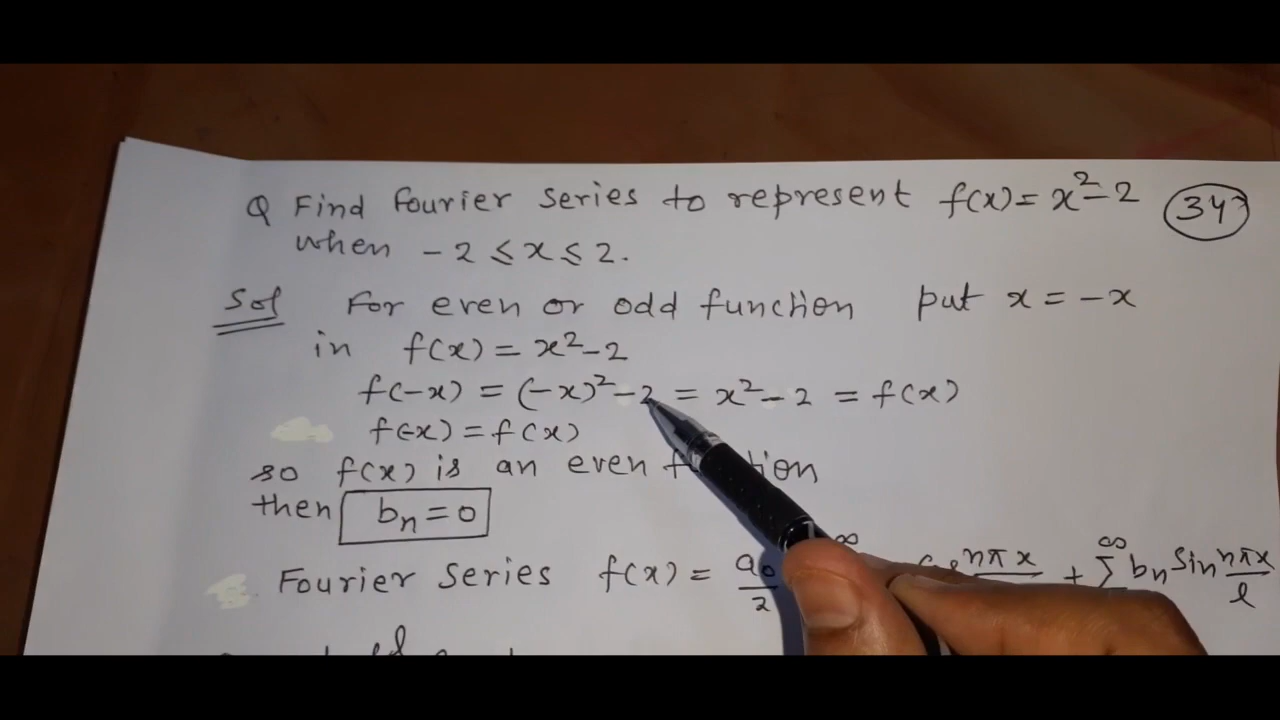 Q Find Fourier Series to represent f(x) = x²-2 (34)
when -2 ≤ x ≤ 2.
Sol For even or odd function put x = -x
in f(x) = x²-2
f(-x) = (-x)²-2 = x²-2 = f(x)
f(-x) = f(x)
so f(x) is an even function
then bn = 0
Fourier Series f(x) = a₀/2 ∞ nπx + ∞ Σ bn Sin nπx/l